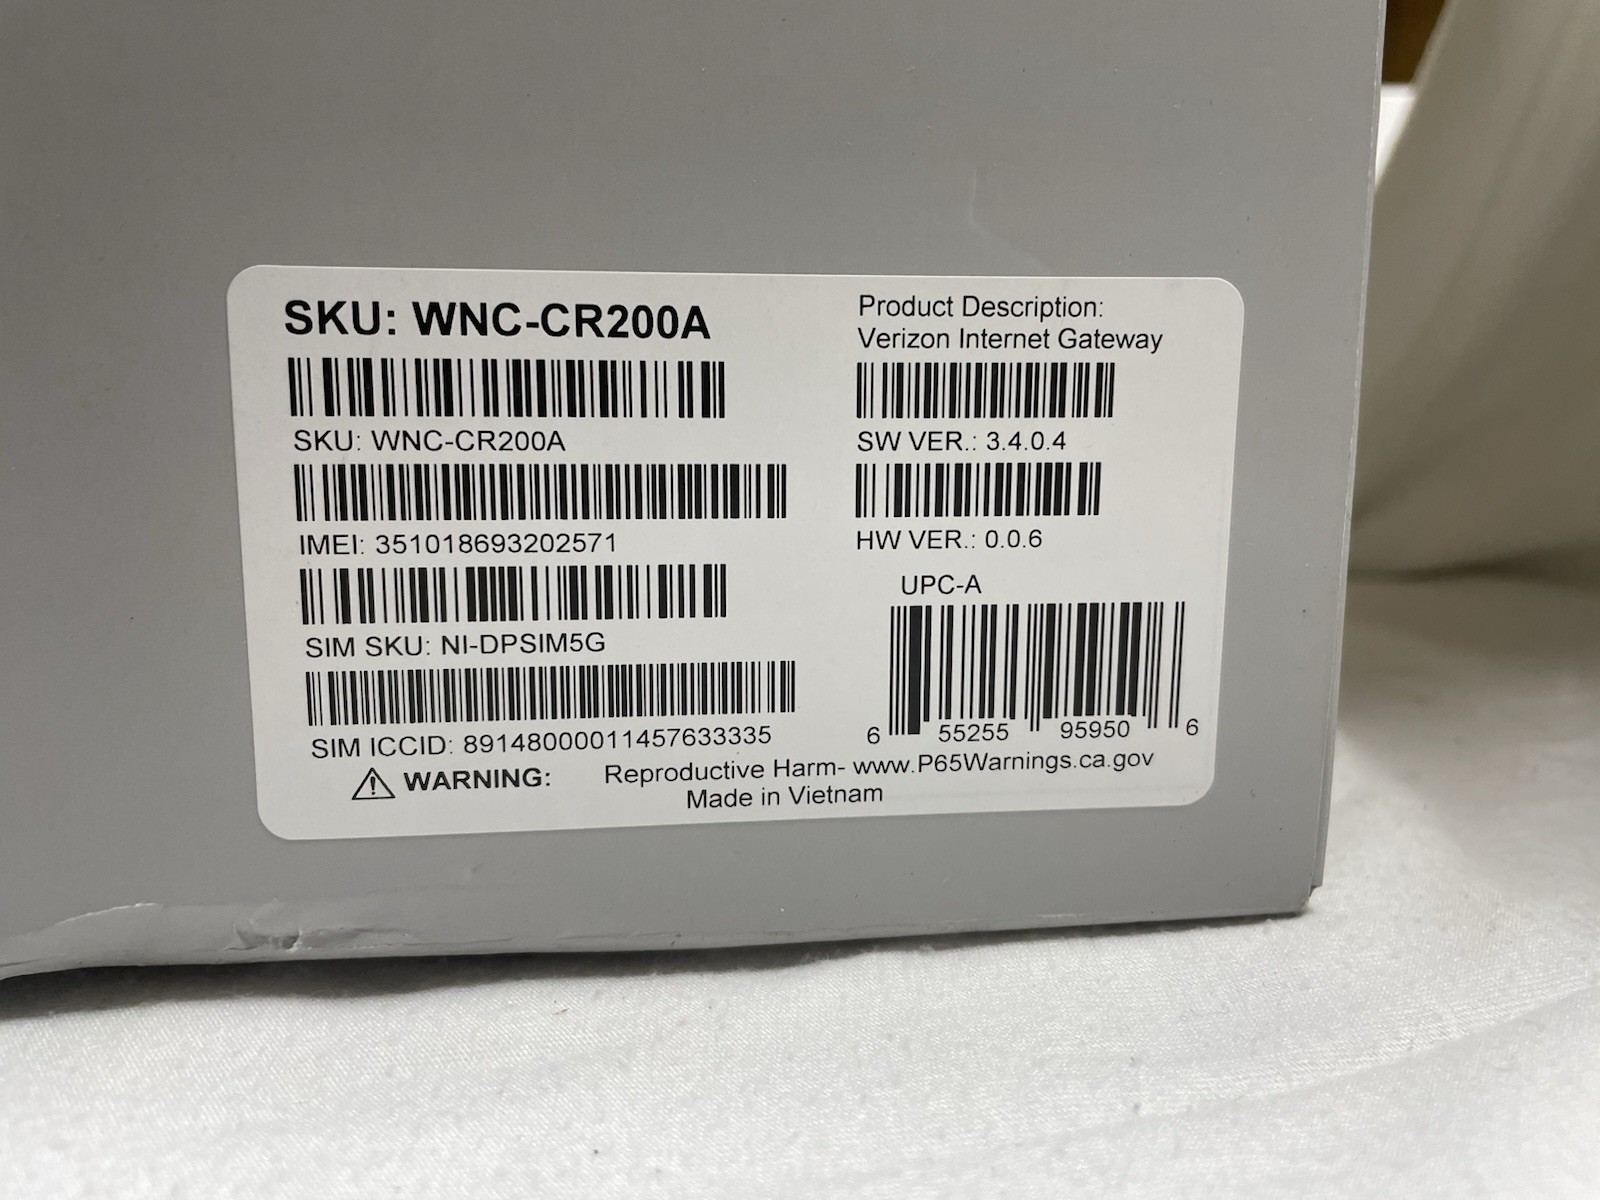 SKU: WNC-CR200A
SKU: WNC-CR200A
IMEI: 351018693202571
SIM SKU: NI-DPSIM5G
SIM ICCID: 89148000011457633335
Product Description:
Verizon Internet Gateway
SW VER.: 3.4.0.4
HW VER.: 0.0.6
UPC-A
6 55255 95950 6
WARNING: Reproductive Harm- www.P65Warnings.ca.gov
Made in Vietnam